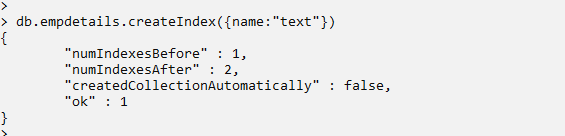 >
> db.empdetails.createIndex({name:"text"})
{
        "numIndexesBefore" : 1,
        "numIndexesAfter" : 2,
        "createdCollectionAutomatically" : false,
        "ok" : 1
}
>